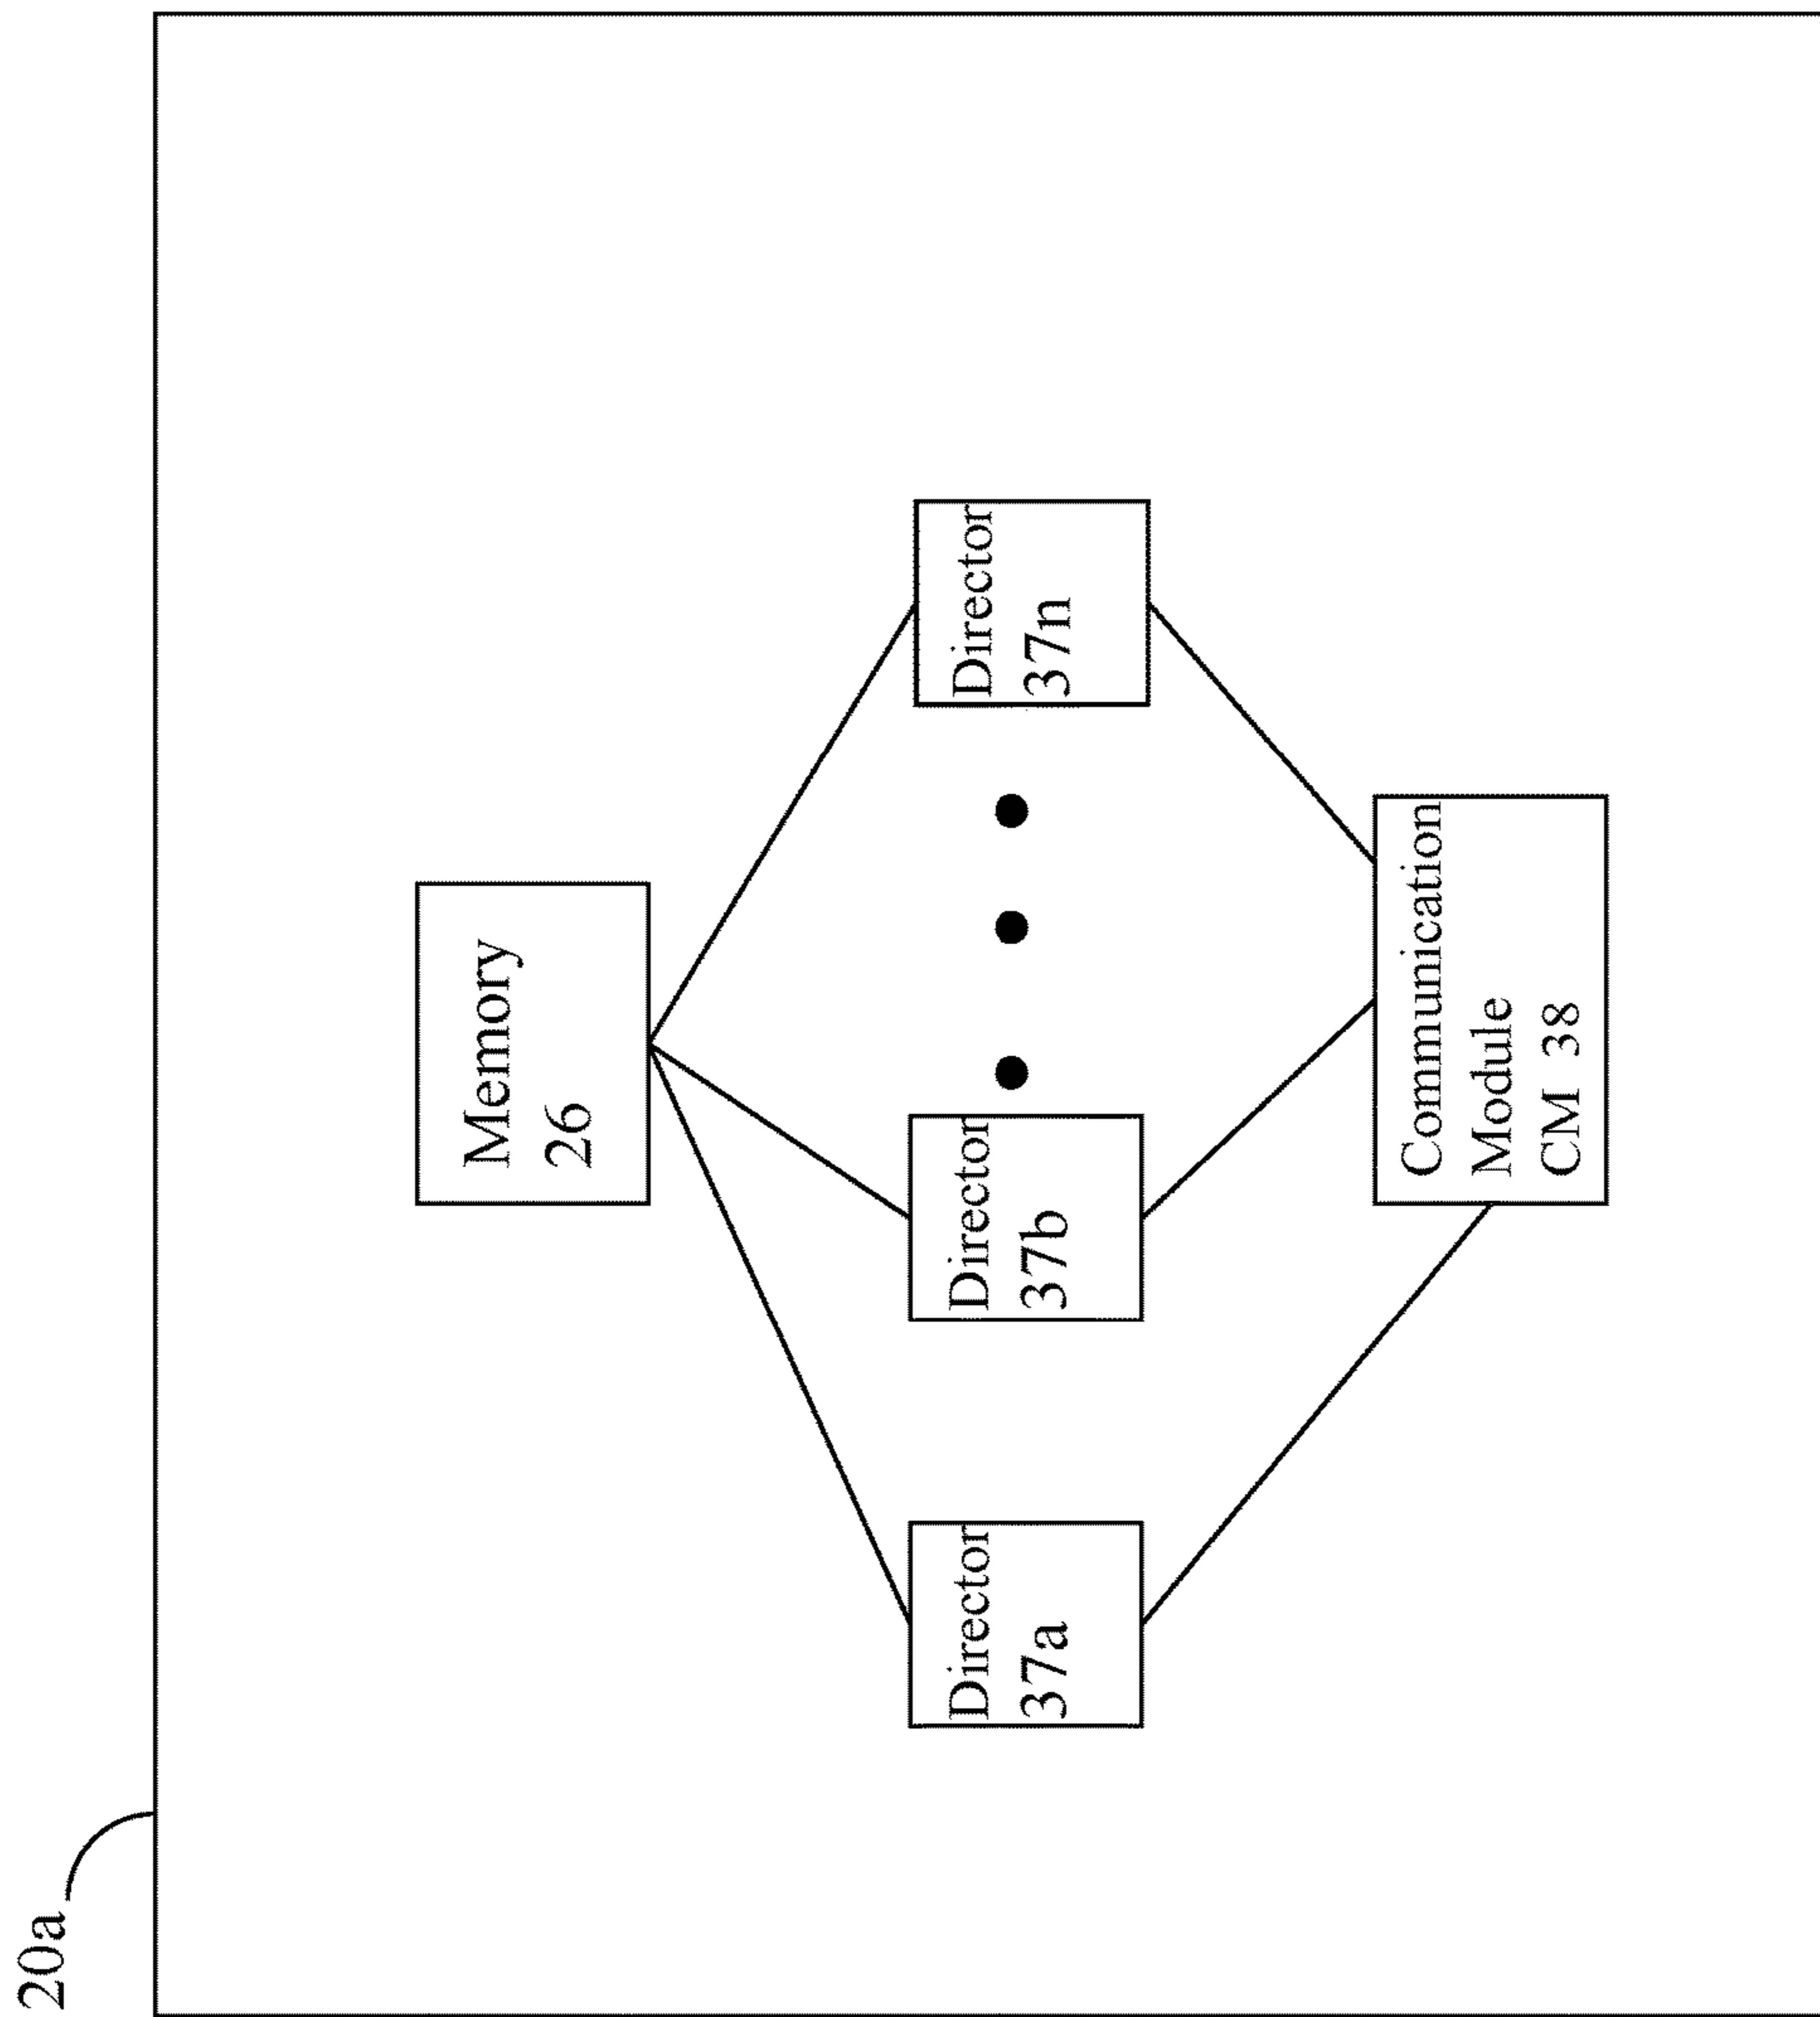 20a
Memory
26
Director
37a
Director
37b
Director
37n
Communication
Module
CM 38